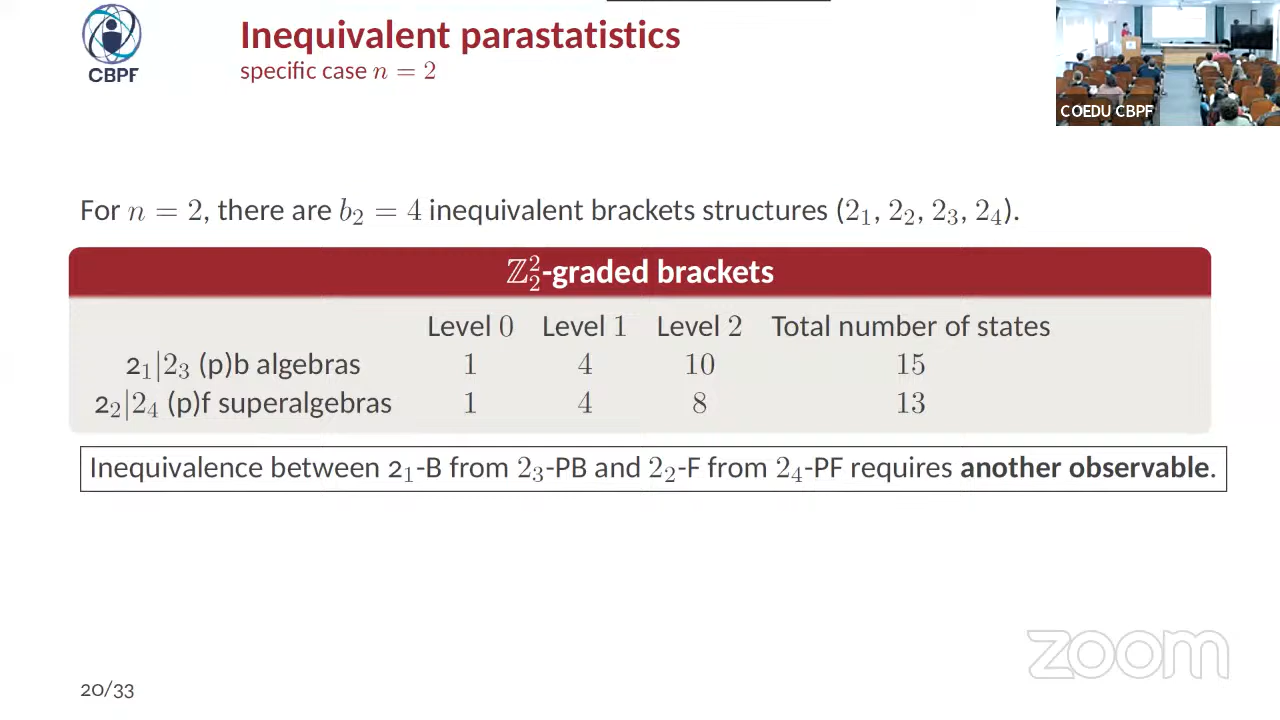 CBPF
Inequivalent parastatistics
specific case n = 2
COEDU CBPF
For n = 2, there are b₂ = 4 inequivalent brackets structures (2₁, 2₂, 2₃, 2₄).
ℤ₂²-graded brackets
Level 0 Level 1 Level 2 Total number of states
2₁|2₃ (p)b algebras 1 4 10 15
2₂|2₄ (p)f superalgebras 1 4 8 13
Inequivalence between 2₁-B from 2₃-PB and 2₂-F from 2₄-PF requires another observable.
zoom
20/33